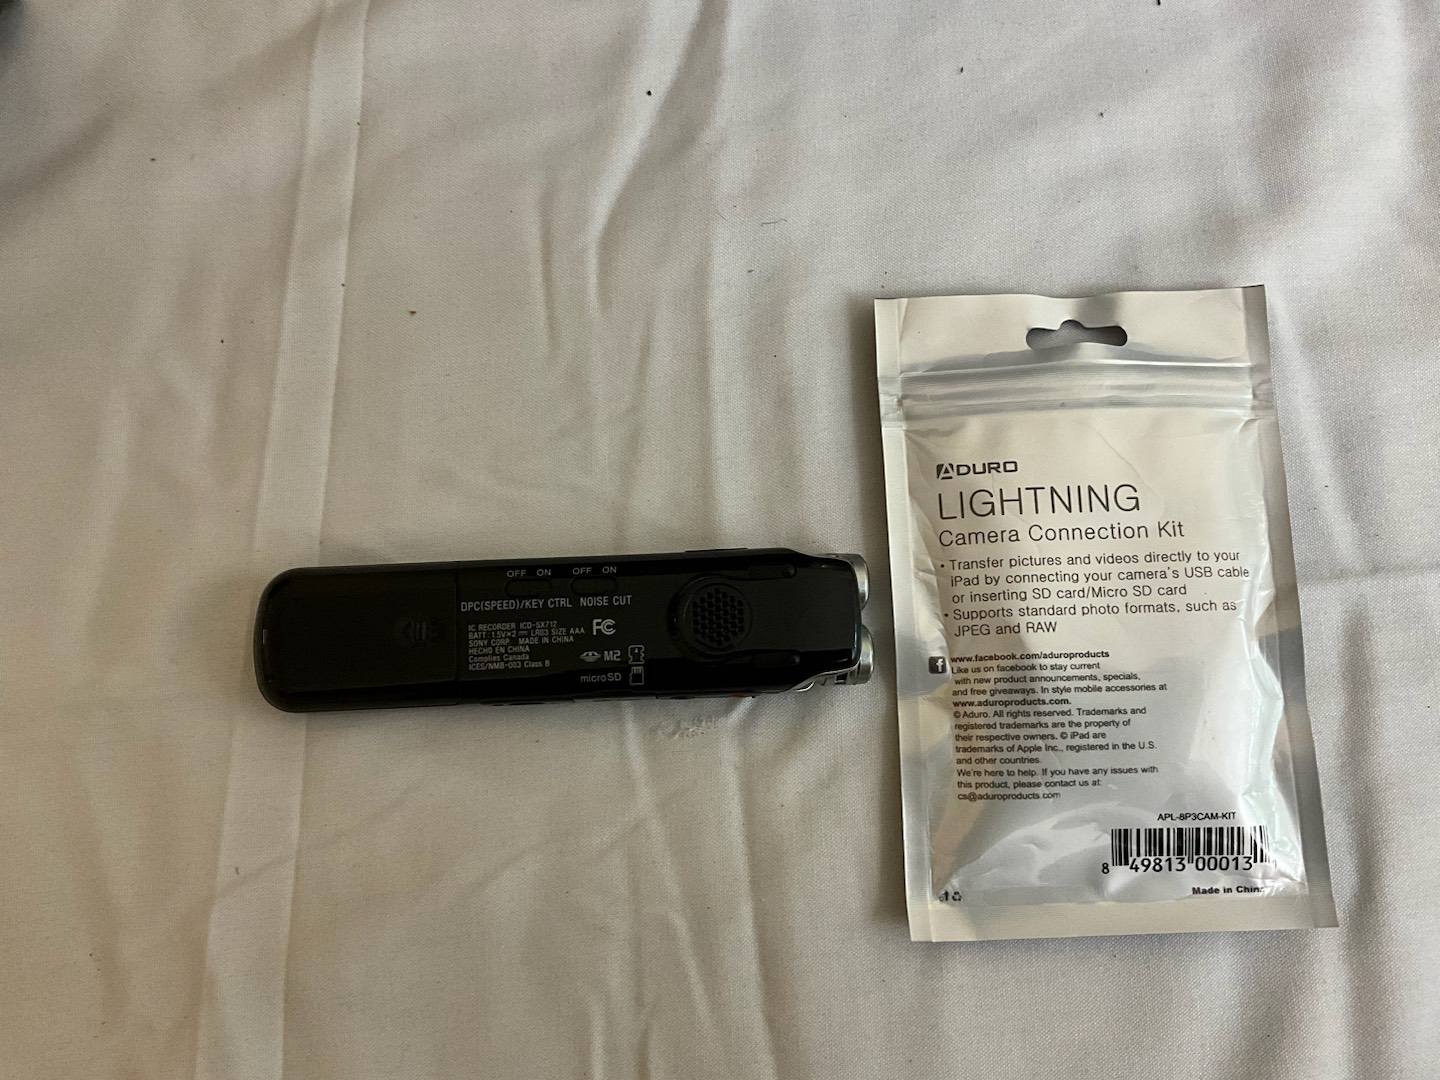 OFF ON OFF ON
DPC(SPEED)/KEY CTRL NOISE CUT
IC RECORDER ICD-SX712
BATT : 1.5V×2 LR03 SIZE AAA
SONY CORP. MADE IN CHINA
HECHO EN CHINA
Complies Canada
ICES/NMB-003 Class B
FC
M2
microSD
ADURO
LIGHTNING
Camera Connection Kit
• Transfer pictures and videos directly to your
iPad by connecting your camera's USB cable
or inserting SD card/Micro SD card
• Supports standard photo formats, such as
JPEG and RAW
f www.facebook.com/aduroproducts
Like us on facebook to stay current
with new product announcements, specials,
and free giveaways. In style mobile accessories at
www.aduroproducts.com.
© Aduro. All rights reserved. Trademarks and
registered trademarks are the property of
their respective owners. © iPad are
trademarks of Apple Inc., registered in the U.S.
and other countries.
We're here to help. If you have any issues with
this product, please contact us at:
cs@aduroproducts.com
APL-8P3CAM-KIT
8 49813 00013 1
Made in China